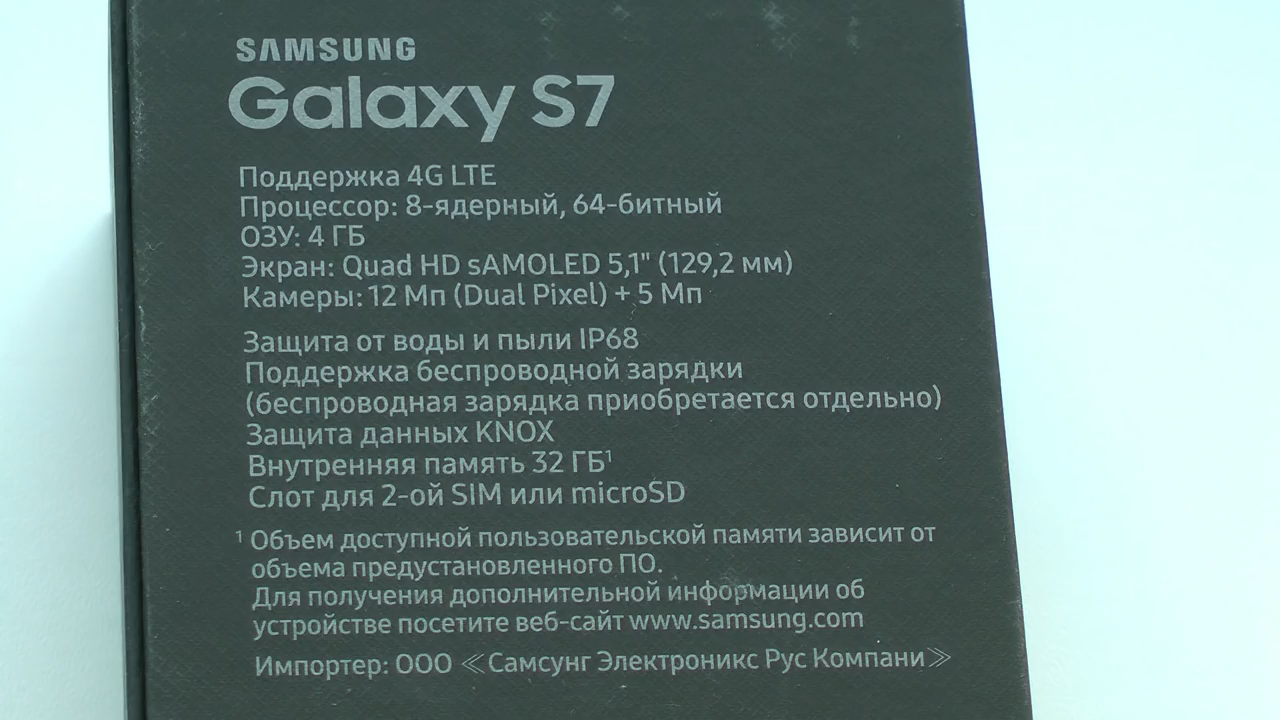 SAMSUNG
Galaxy S7
Поддержка 4G LTE
Процессор: 8-ядерный, 64-битный
ОЗУ: 4 ГБ
Экран: Quad HD sAMOLED 5,1" (129,2 мм)
Камеры: 12 Мп (Dual Pixel) + 5 Мп
Защита от воды и пыли IP68
Поддержка беспроводной зарядки
(беспроводная зарядка приобретается отдельно)
Защита данных KNOX
Внутренняя память 32 ГБ¹
Слот для 2-ой SIM или microSD
¹ Объем доступной пользовательской памяти зависит от
объема предустановленного ПО.
Для получения дополнительной информации об
устройстве посетите веб-сайт www.samsung.com
Импортер: ООО ≪Самсунг Электроникс Рус Компани≫